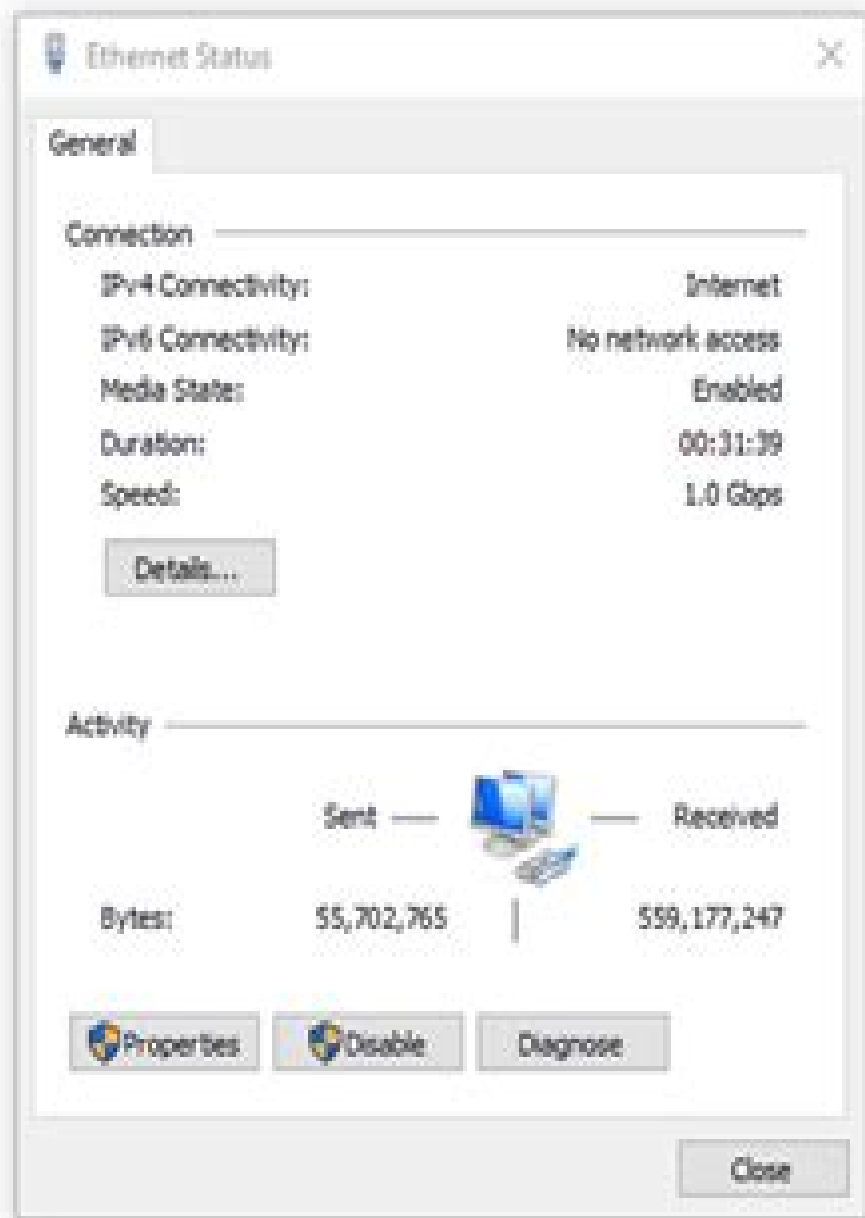 Ethernet Status
General
Connection
IPv4 Connectivity: Internet
IPv6 Connectivity: No network access
Media State: Enabled
Duration: 00:31:39
Speed: 1.0 Gbps
Details...
Activity
Sent Received
Bytes: 55,702,765 559,177,247
Properties Disable Diagnose
Close